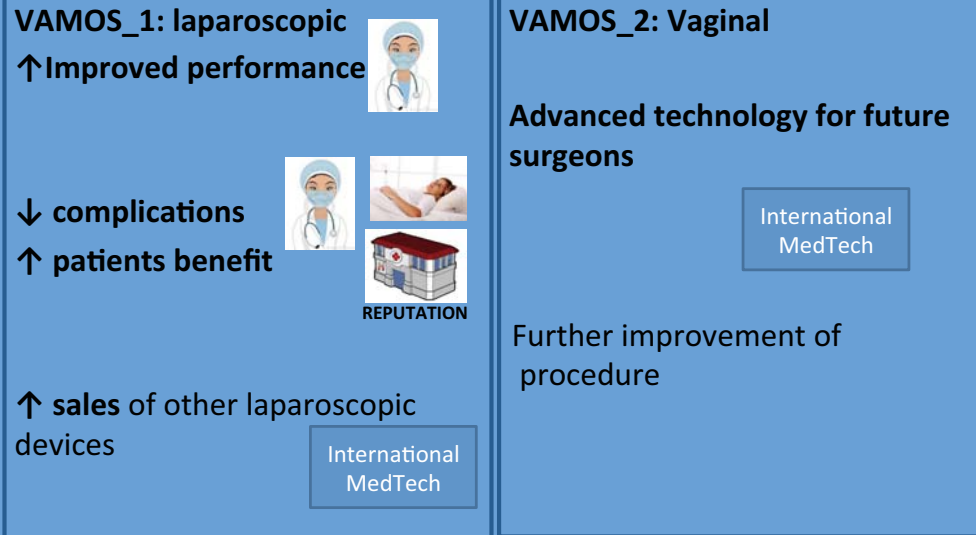 VAMOS_1: laparoscopic
↑Improved performance
↓ complications
↑ patients benefit
REPUTATION
↑ sales of other laparoscopic
devices
International
MedTech
VAMOS_2: Vaginal
Advanced technology for future
surgeons
International
MedTech
Further improvement of
procedure